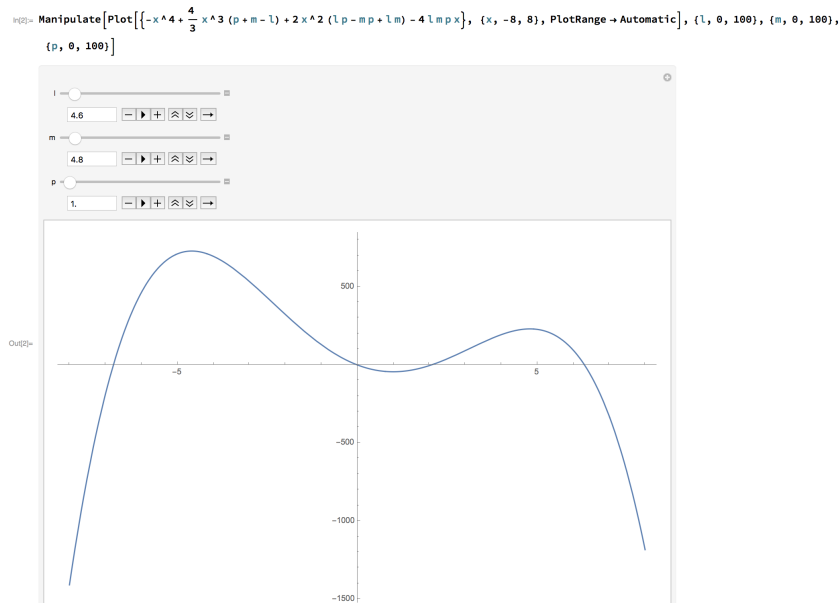 In[2]:= Manipulate[Plot[{-x^4 + 4/3 x^3 (p + m - l) + 2 x^2 (l p - m p + l m) - 4 l m p x}, {x, -8, 8}, PlotRange → Automatic], {l, 0, 100}, {m, 0, 100},
{p, 0, 100}]
l
4.6
m
4.8
p
1.
Out[2]=
500
-5 5
-500
-1000
-1500